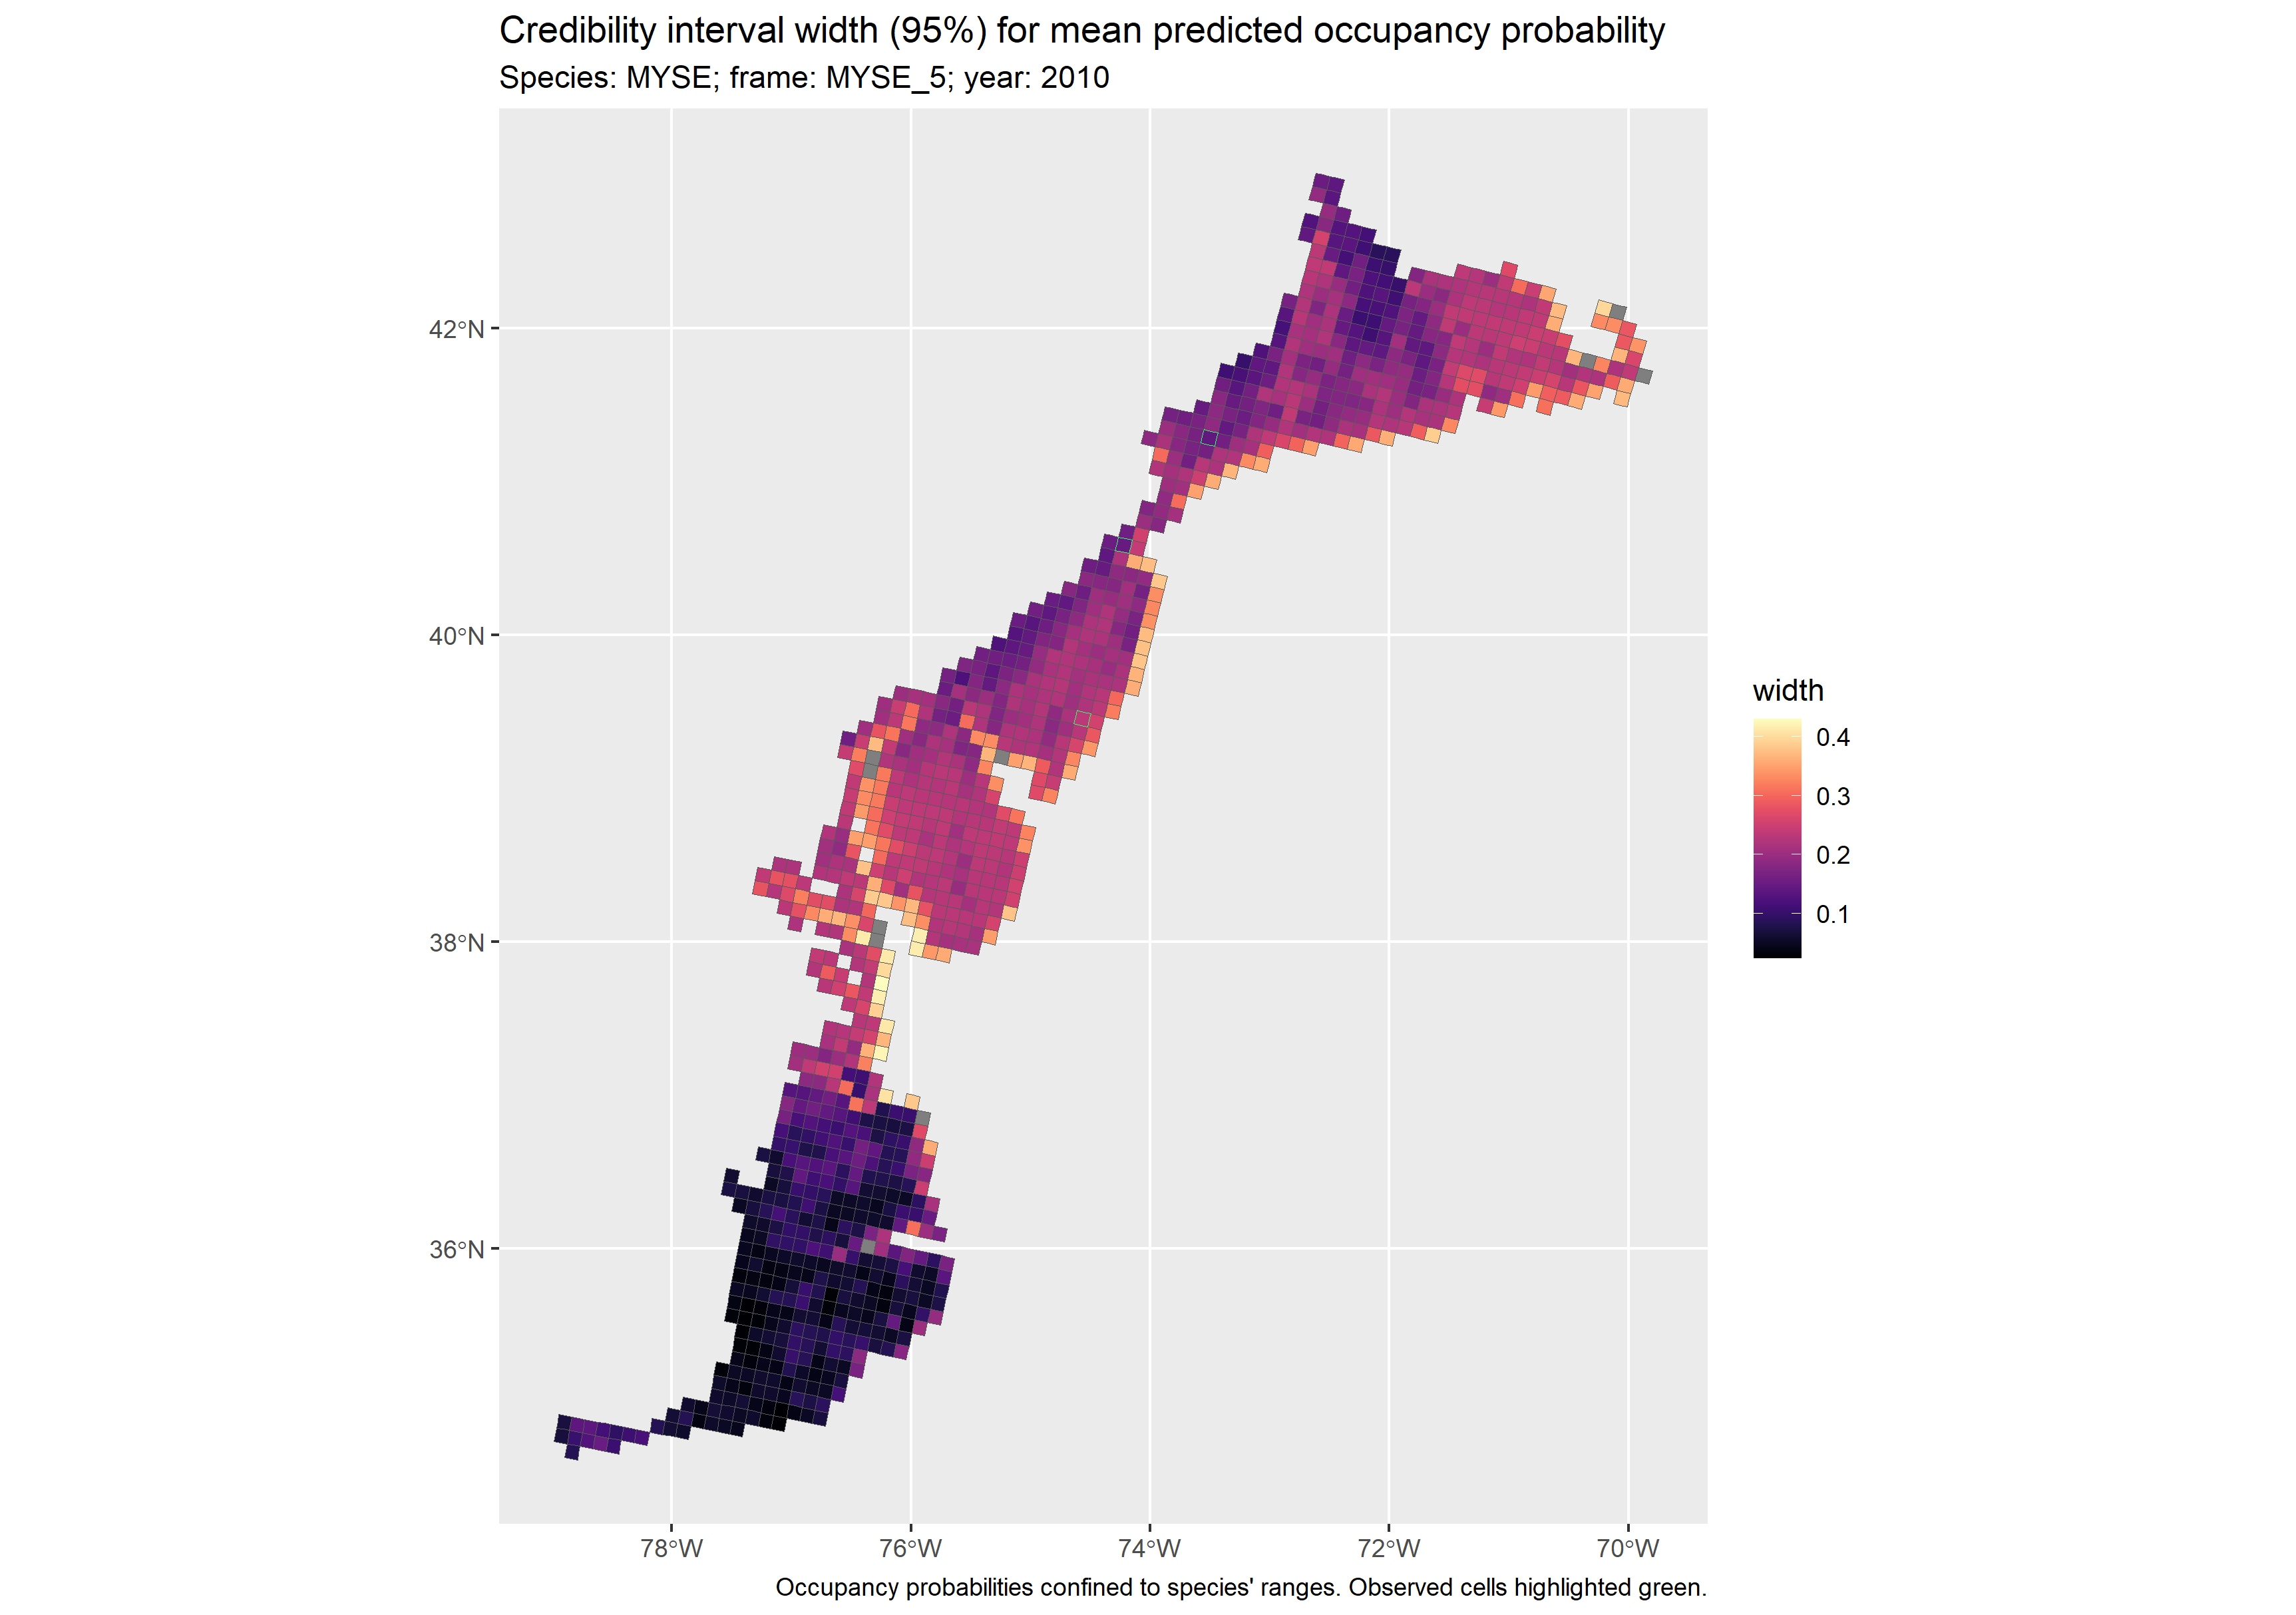 Credibility interval width (95%) for mean predicted occupancy probability
Species: MYSE; frame: MYSE_5; year: 2010
42°N
40°N
38°N
36°N
78°W 76°W 74°W 72°W 70°W
width
0.4
0.3
0.2
0.1
Occupancy probabilities confined to species' ranges. Observed cells highlighted green.